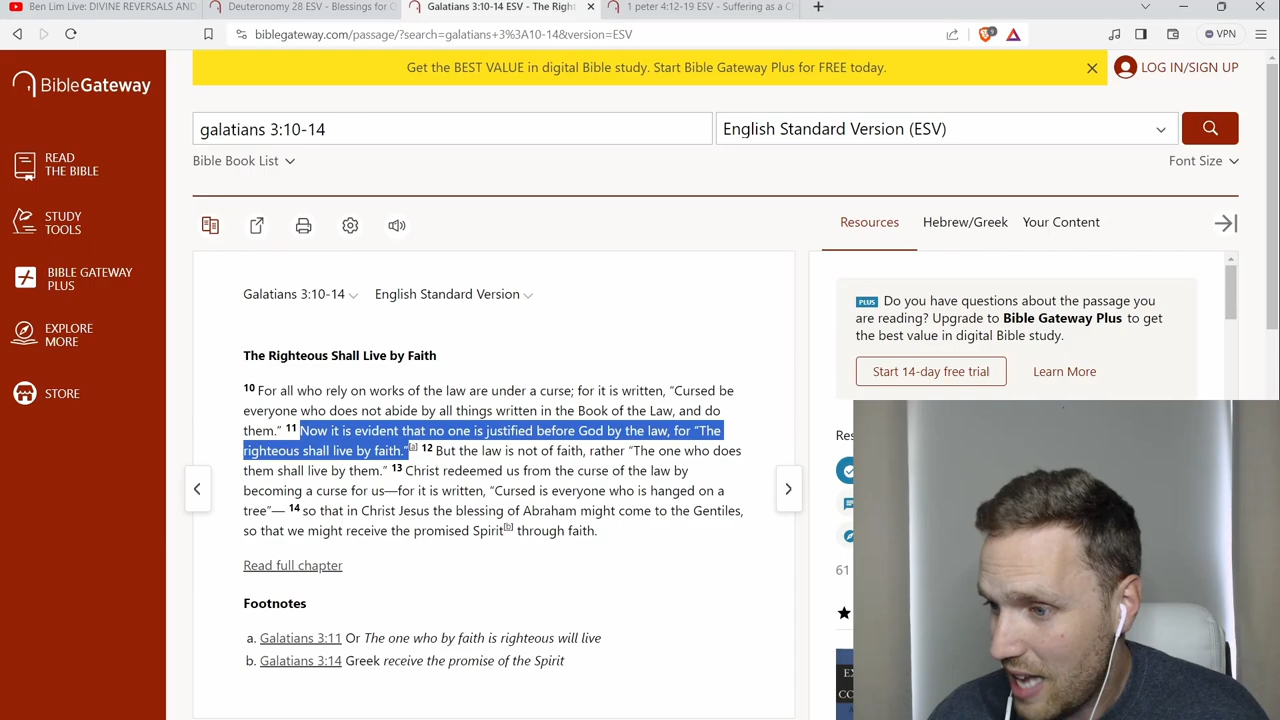 Ben Lim Live: DIVINE REVERSALS AND
Deuteronomy 28 ESV - Blessings for O
Galatians 3:10-14 ESV - The Right
1 peter 4:12-19 ESV - Suffering as a C
biblegateway.com/passage/?search=galatians+3%3A10-14&version=ESV
VPN
Get the BEST VALUE in digital Bible study. Start Bible Gateway Plus for FREE today.
LOG IN/SIGN UP
BibleGateway
galatians 3:10-14
English Standard Version (ESV)
Bible Book List
Font Size
READ
THE BIBLE
STUDY
TOOLS
BIBLE GATEWAY
PLUS
EXPLORE
MORE
STORE
Resources
Hebrew/Greek
Your Content
Galatians 3:10-14
English Standard Version
The Righteous Shall Live by Faith
10 For all who rely on works of the law are under a curse; for it is written, “Cursed be
everyone who does not abide by all things written in the Book of the Law, and do
them.” 11 Now it is evident that no one is justified before God by the law, for “The
righteous shall live by faith.”[a] 12 But the law is not of faith, rather “The one who does
them shall live by them.” 13 Christ redeemed us from the curse of the law by
becoming a curse for us—for it is written, “Cursed is everyone who is hanged on a
tree”— 14 so that in Christ Jesus the blessing of Abraham might come to the Gentiles,
so that we might receive the promised Spirit[b] through faith.
Read full chapter
Footnotes
a. Galatians 3:11 Or The one who by faith is righteous will live
b. Galatians 3:14 Greek receive the promise of the Spirit
PLUS Do you have questions about the passage you
are reading? Upgrade to Bible Gateway Plus to get
the best value in digital Bible study.
Start 14-day free trial
Learn More
Res
61